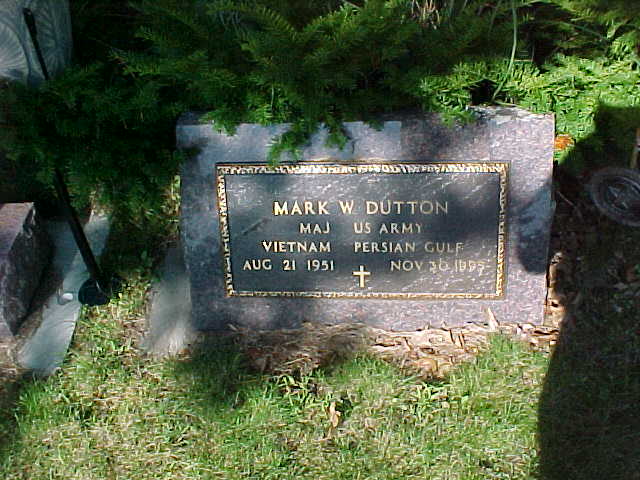 MARK W DUTTON
MAJ US ARMY
VIETNAM PERSIAN GULF
AUG 21 1951 NOV 30